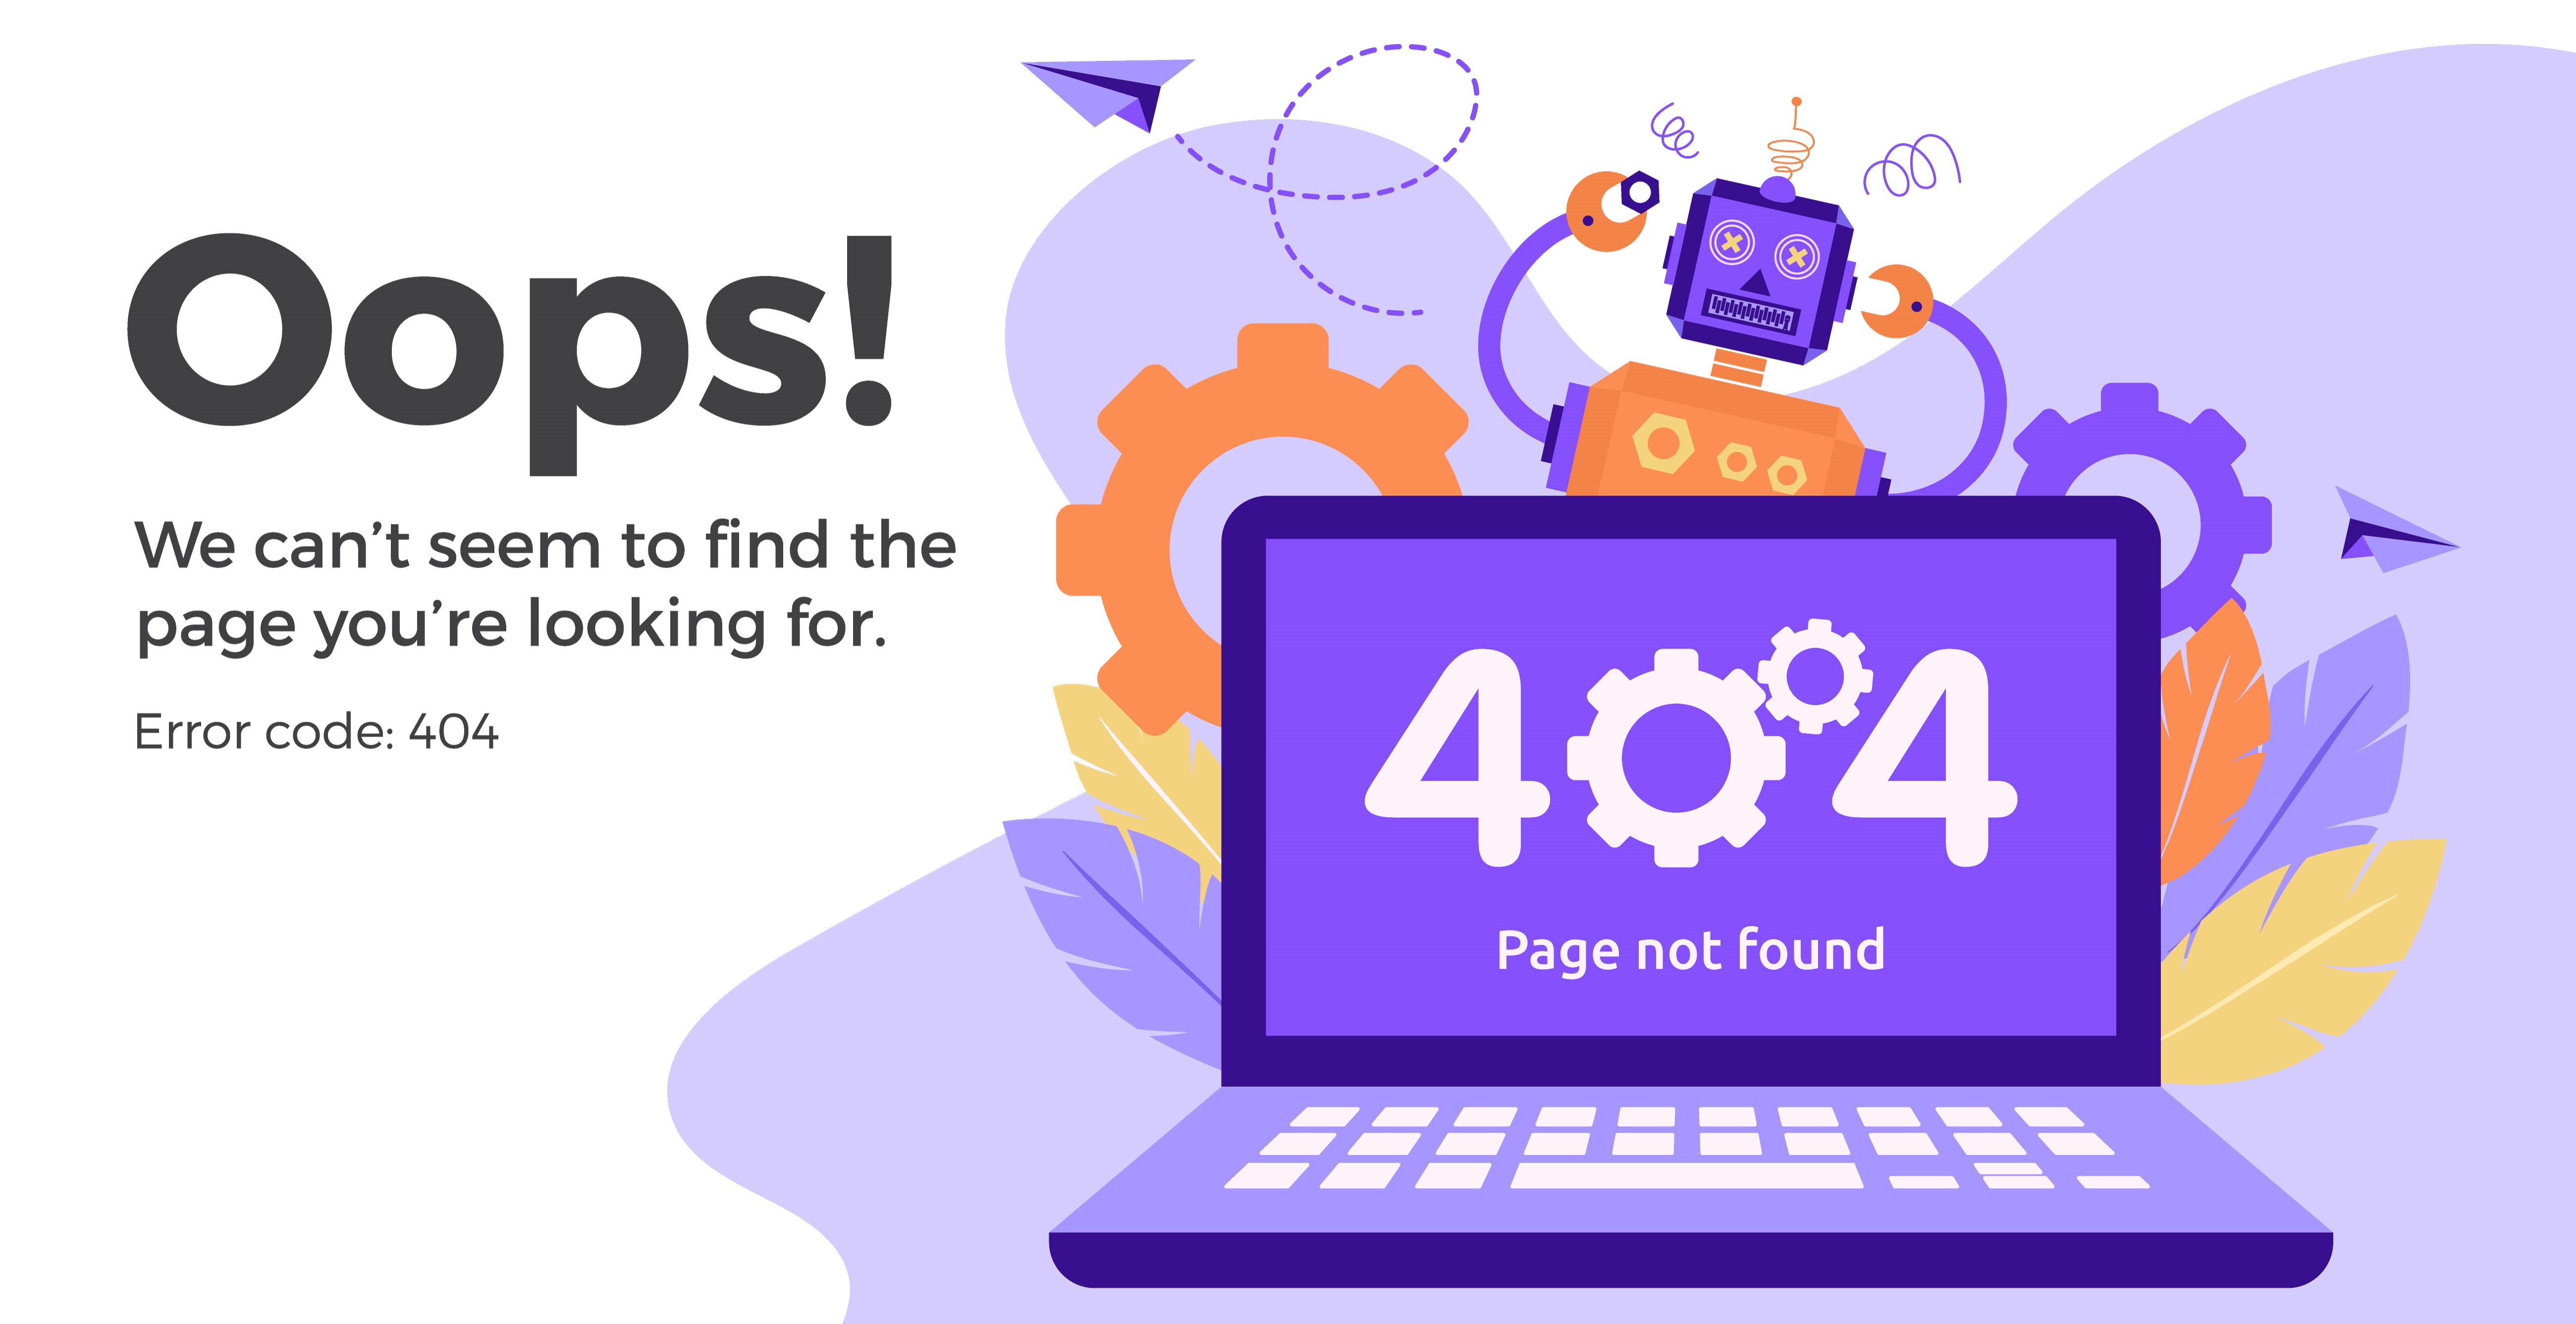 Oops!
We can’t seem to find the
page you’re looking for.
Error code: 404
404
Page not found